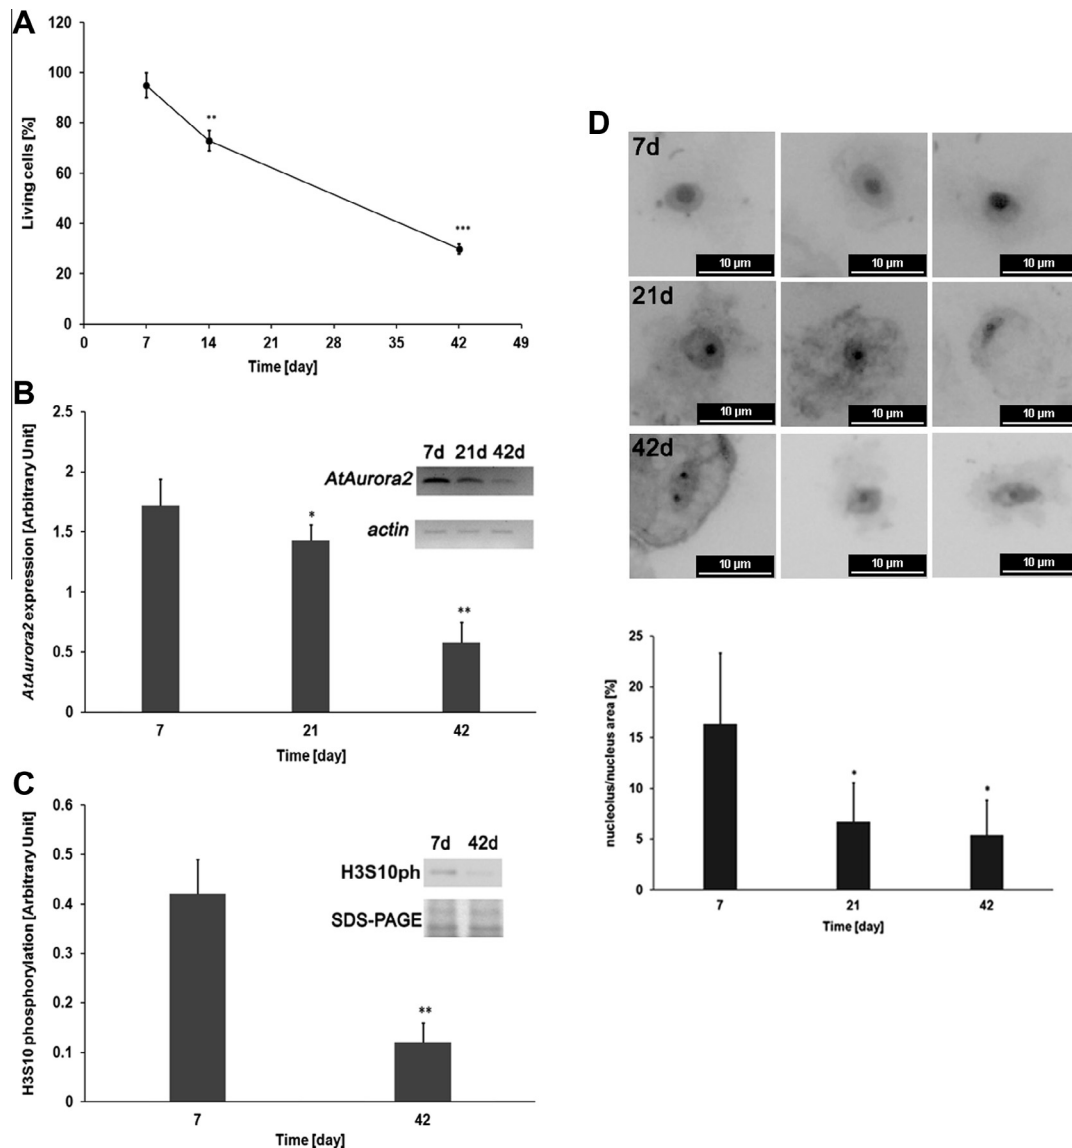 A
120
100
80
60
40
20
0
Living cells [%]
**
***
0 7 14 21 28 35 42 49
Time [day]
B
2.5
2
1.5
1
0.5
0
AtAurora2 expression [Arbitrary Unit]
*
**
7d 21d 42d
AtAurora2
actin
7 21 42
Time [day]
C
0.6
0.5
0.4
0.3
0.2
0.1
0
H3S10 phosphorylation [Arbitrary Unit]
**
7d 42d
H3S10ph
SDS-PAGE
7 42
Time [day]
D
7d
10 µm 10 µm 10 µm
21d
10 µm 10 µm 10 µm
42d
10 µm 10 µm 10 µm
25
20
15
10
5
0
nucleolus/nucleus area [%]
* *
7 21 42
Time [day]